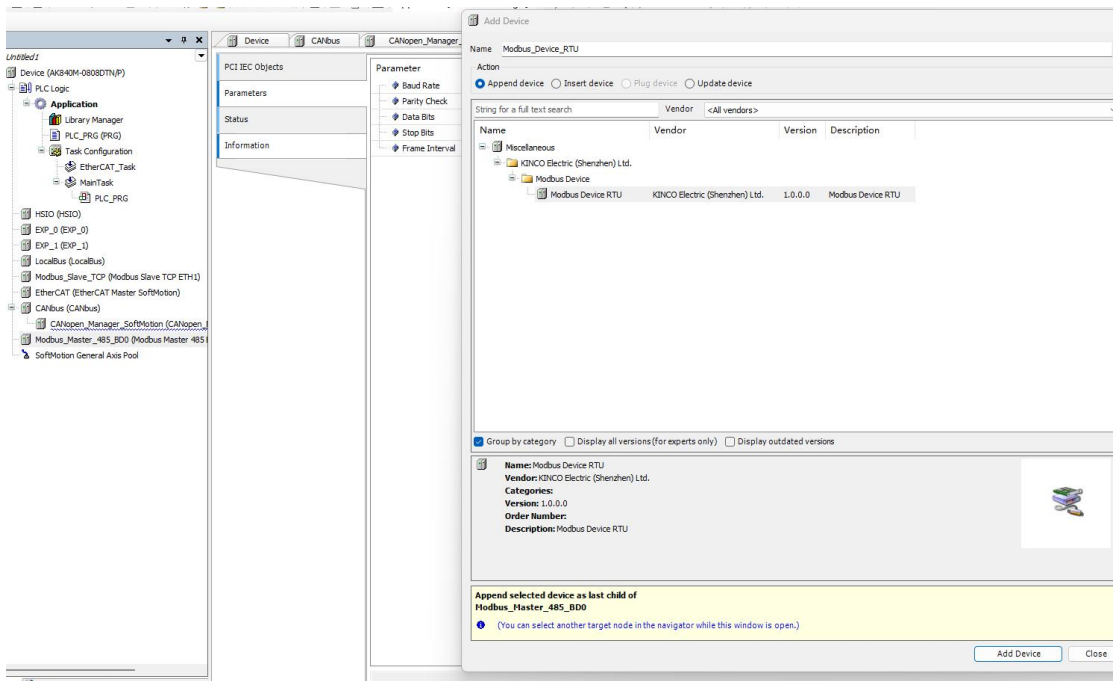 Untitled1
Device (AK840M-0808DTN/P)
PLC Logic
Application
Library Manager
PLC_PRG (PRG)
Task Configuration
EtherCAT_Task
MainTask
PLC_PRG
HSIO (HSIO)
EXP_0 (EXP_0)
EXP_1 (EXP_1)
LocalBus (LocalBus)
Modbus_Slave_TCP (Modbus Slave TCP ETH1)
EtherCAT (EtherCAT Master SoftMotion)
CANbus (CANbus)
CANopen_Manager_SoftMotion (CANopen_
Modbus_Master_485_BD0 (Modbus Master 485
SoftMotion General Axis Pool
Device CANbus CANopen_Manager_
PCI IEC Objects
Parameters
Status
Information
Parameter
Baud Rate
Parity Check
Data Bits
Stop Bits
Frame Interval
Add Device
Name Modbus_Device_RTU
Action
Append device Insert device Plug device Update device
String for a full text search Vendor <All vendors>
Name Vendor Version Description
Miscellaneous
KINCO Electric (Shenzhen) Ltd.
Modbus Device
Modbus Device RTU KINCO Electric (Shenzhen) Ltd. 1.0.0.0 Modbus Device RTU
Group by category Display all versions (for experts only) Display outdated versions
Name: Modbus Device RTU
Vendor: KINCO Electric (Shenzhen) Ltd.
Categories:
Version: 1.0.0.0
Order Number:
Description: Modbus Device RTU
Append selected device as last child of
Modbus_Master_485_BD0
(You can select another target node in the navigator while this window is open.)
Add Device Close